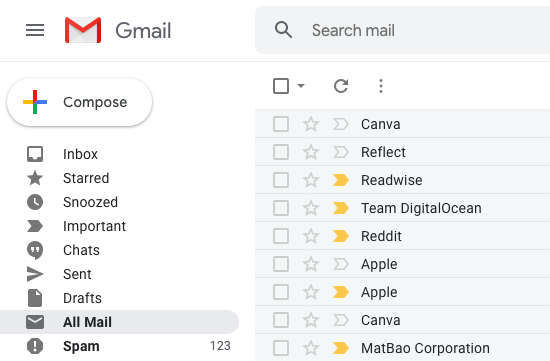 Gmail
Search mail
Compose
Inbox
Starred
Snoozed
Important
Chats
Sent
Drafts
All Mail
Spam 123
Canva
Reflect
Readwise
Team DigitalOcean
Reddit
Apple
Apple
Canva
MatBao Corporation